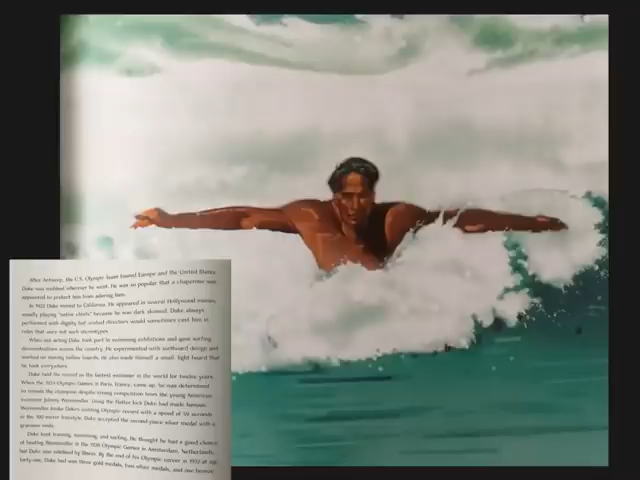 After Antwerp, the U.S. Olympic team toured Europe and the United States.
Duke was mobbed wherever he went. He was so popular that a chaperone was
appointed to protect him from adoring fans.
In 1922 Duke moved to California. He appeared in several Hollywood movies,
usually playing "native chiefs" because he was dark skinned. Duke always
performed with dignity but wished directors would sometimes cast him in
roles that were not such stereotypes.
When not acting Duke took part in swimming exhibitions and gave surfing
demonstrations across the country. He experimented with surfboard design and
worked on making hollow boards. He also made himself a small, light board that
he took everywhere.
Duke held the record as the fastest swimmer in the world for twelve years.
When the 1924 Olympic Games in Paris, France, came up, he was determined
to remain the champion despite strong competition from the young American
swimmer Johnny Weissmuller. Using the flutter kick Duke had made famous,
Weissmuller broke Duke's existing Olympic record with a speed of 59 seconds
in the 100-meter freestyle. Duke accepted the second-place silver medal with a
gracious smile.
Duke kept training, swimming, and surfing. He thought he had a good chance
of beating Weissmuller in the 1928 Olympic Games in Amsterdam, Netherlands,
but Duke was sidelined by illness. By the end of his Olympic career in 1932 at age
forty-one, Duke had won three gold medals, two silver medals, and one bronze